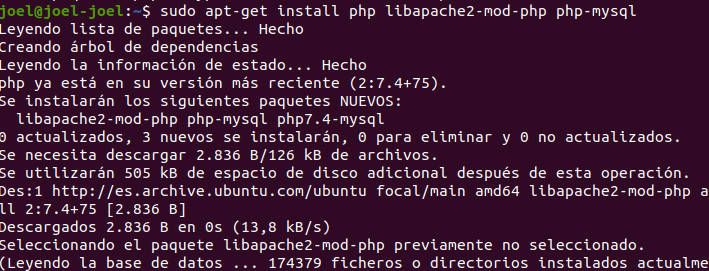 joel@joel-joel:~$ sudo apt-get install php libapache2-mod-php php-mysql
Leyendo lista de paquetes... Hecho
Creando árbol de dependencias
Leyendo la información de estado... Hecho
php ya está en su versión más reciente (2:7.4+75).
Se instalarán los siguientes paquetes NUEVOS:
  libapache2-mod-php php-mysql php7.4-mysql
0 actualizados, 3 nuevos se instalarán, 0 para eliminar y 0 no actualizados.
Se necesita descargar 2.836 B/126 kB de archivos.
Se utilizarán 505 kB de espacio de disco adicional después de esta operación.
Des:1 http://es.archive.ubuntu.com/ubuntu focal/main amd64 libapache2-mod-php a
ll 2:7.4+75 [2.836 B]
Descargados 2.836 B en 0s (13,8 kB/s)
Seleccionando el paquete libapache2-mod-php previamente no seleccionado.
(Leyendo la base de datos ... 174379 ficheros o directorios instalados actualme